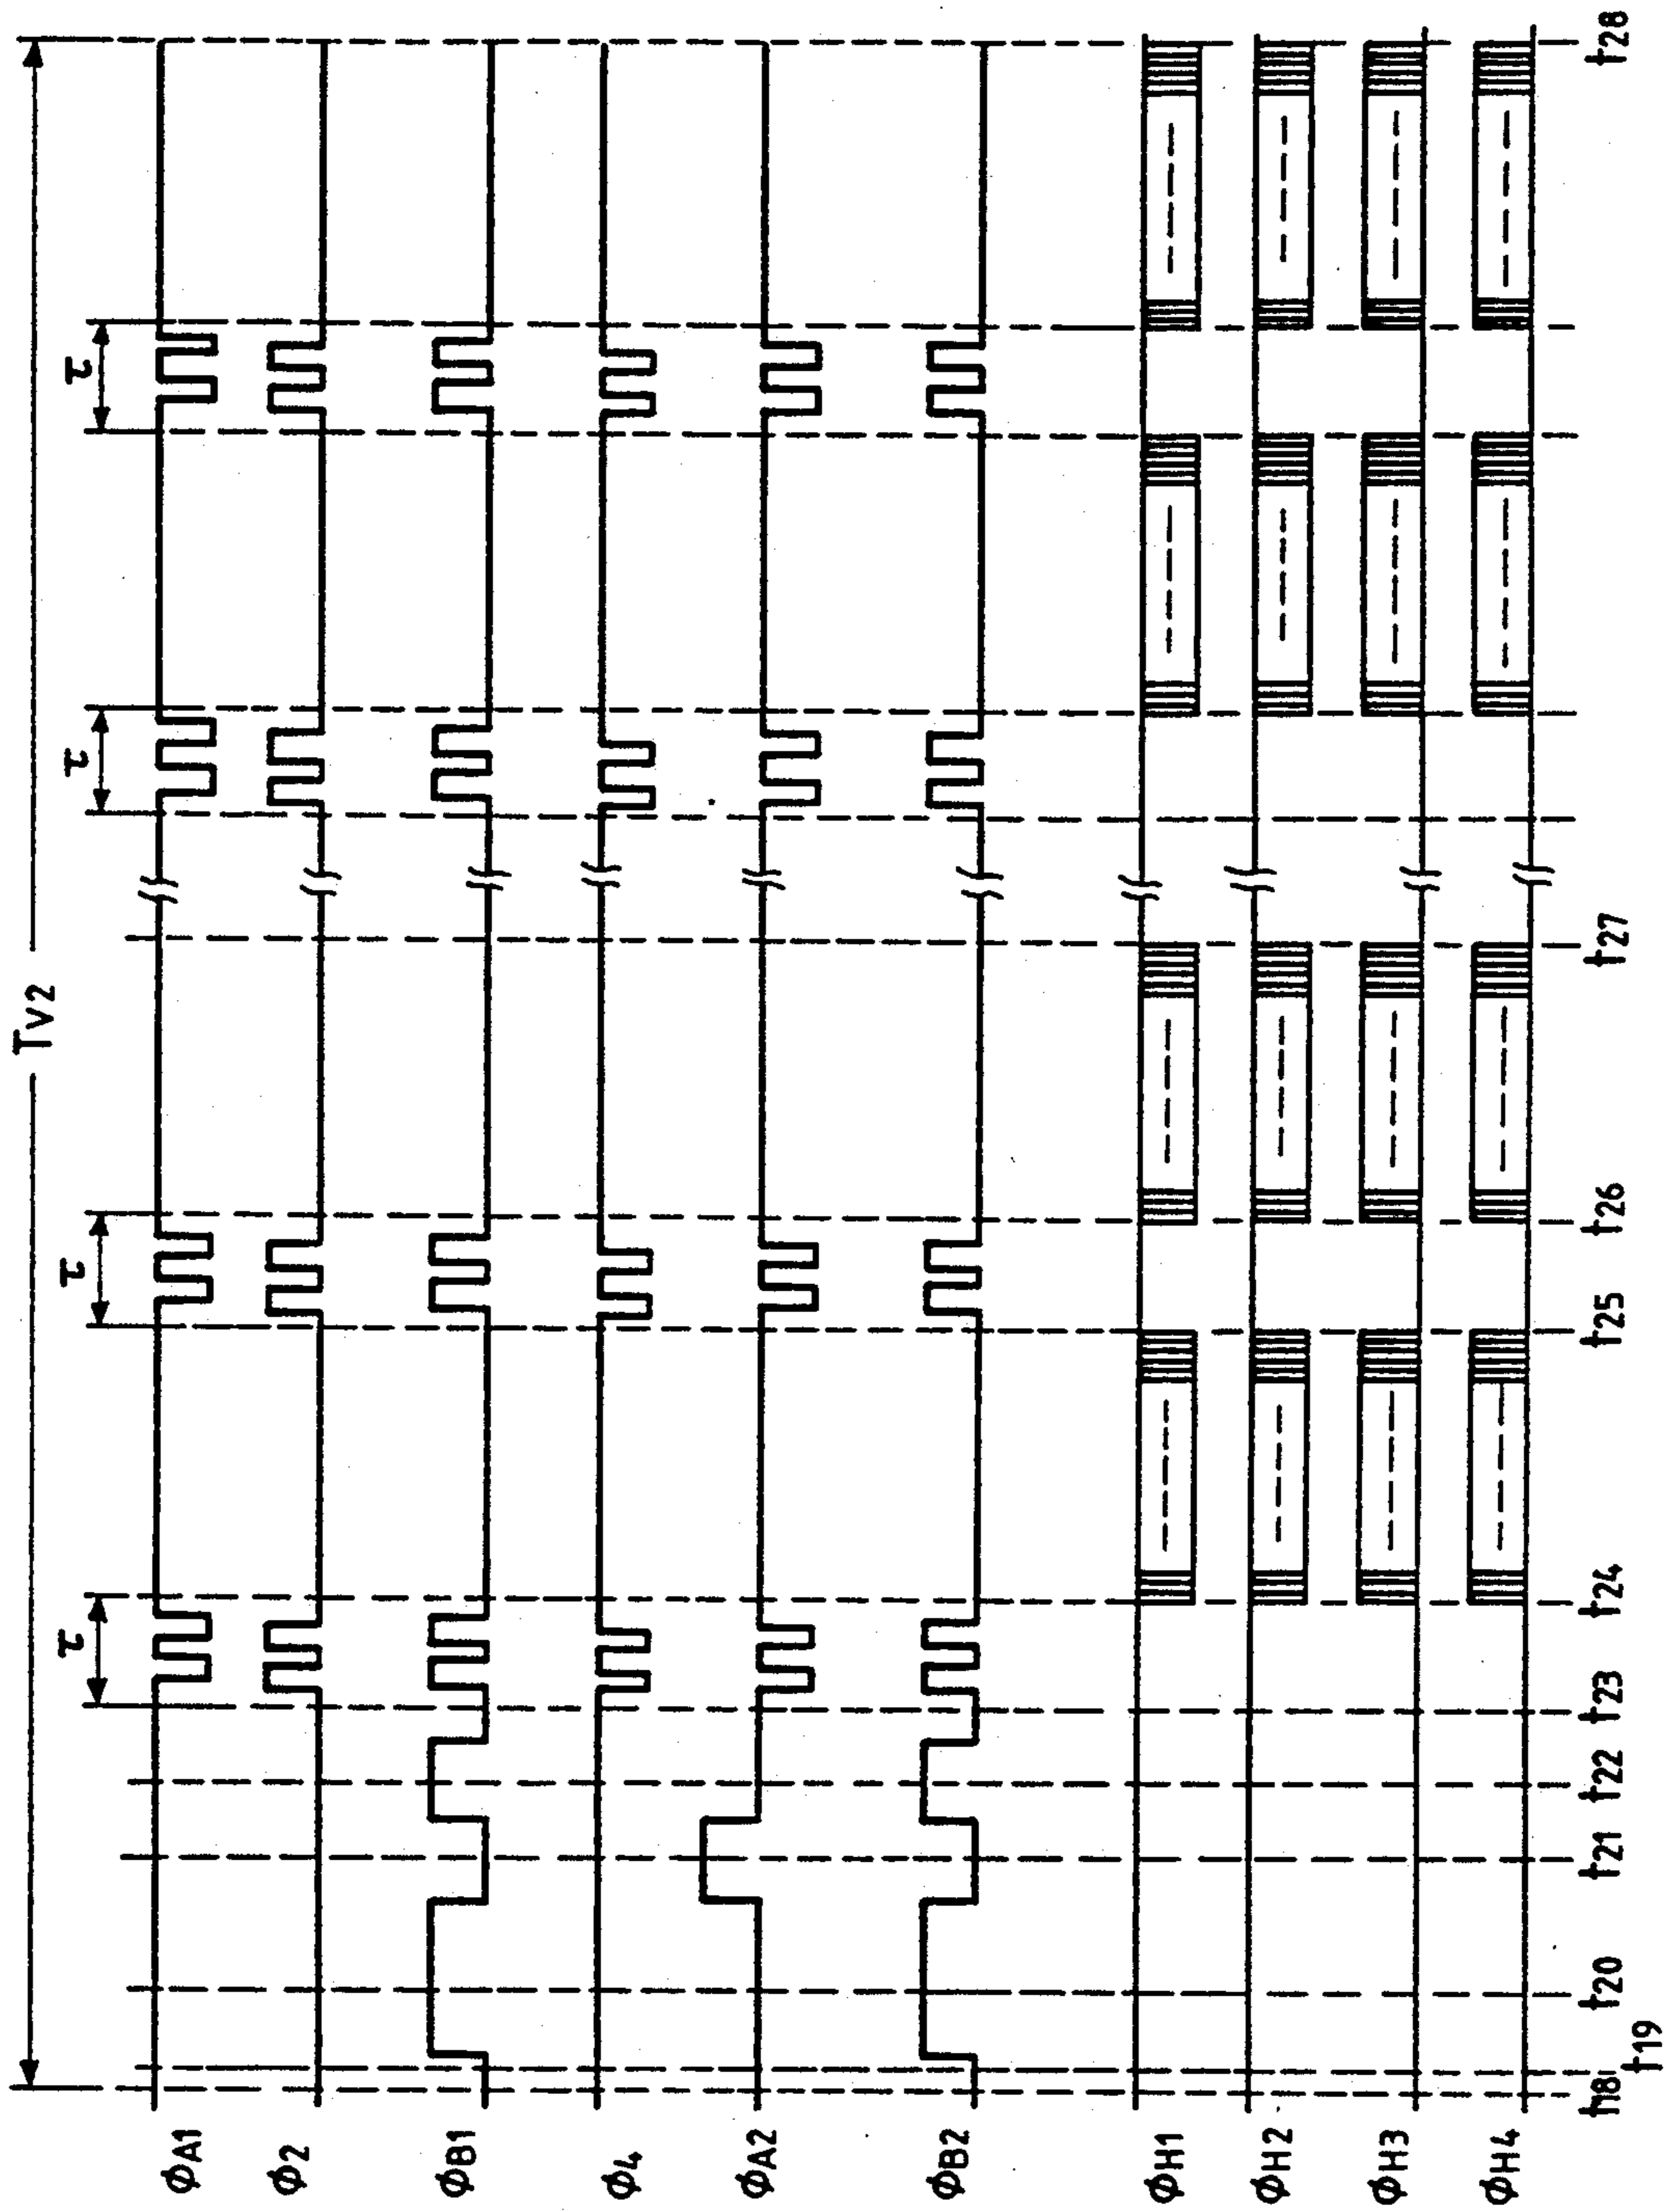 TV2
τ τ τ τ
ΦA1
Φ2
ΦB1
Φ4
ΦA2
ΦB2
ΦH1
ΦH2
ΦH3
ΦH4
t18 t19 t20 t21 t22 t23 t24 t25 t26 t27 t28